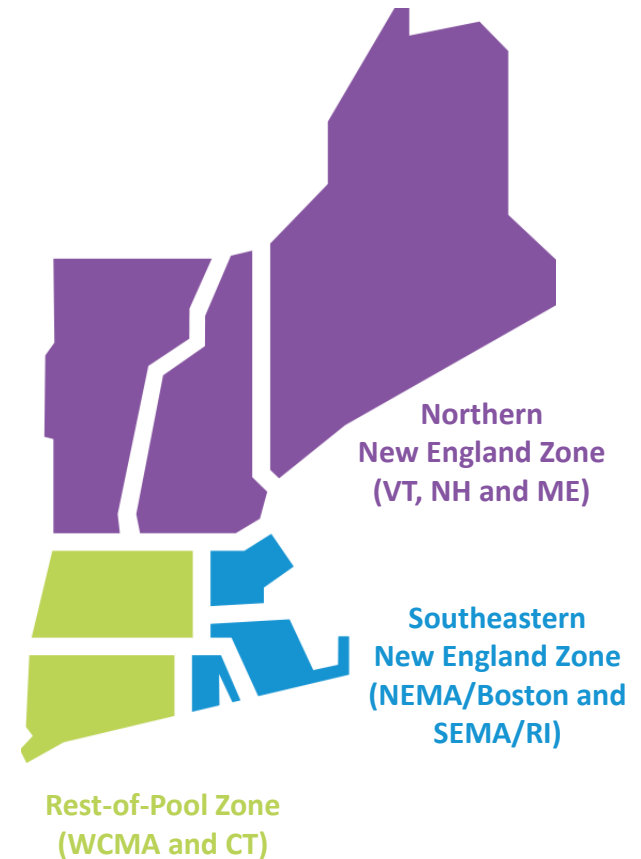 Northern
New England Zone
(VT, NH and ME)
Southeastern
New England Zone
(NEMA/Boston and
SEMA/RI)
Rest-of-Pool Zone
(WCMA and CT)